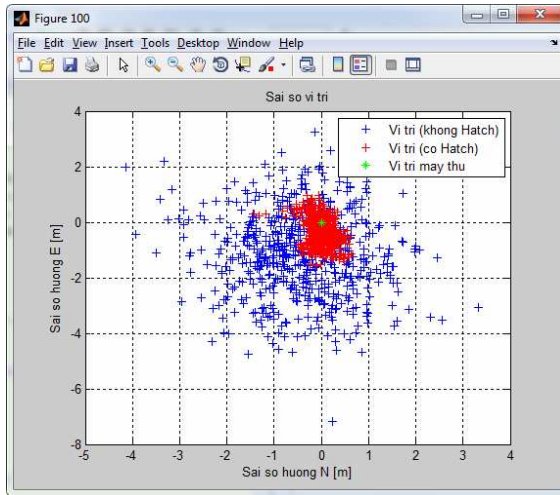 Figure 100
File Edit View Insert Tools Desktop Window Help
Sai so vi tri
Vi tri (khong Hatch)
Vi tri (co Hatch)
Vi tri may thu
4
2
0
-2
-4
-6
-8
Sai so huong E [m]
-5 -4 -3 -2 -1 0 1 2 3 4
Sai so huong N [m]